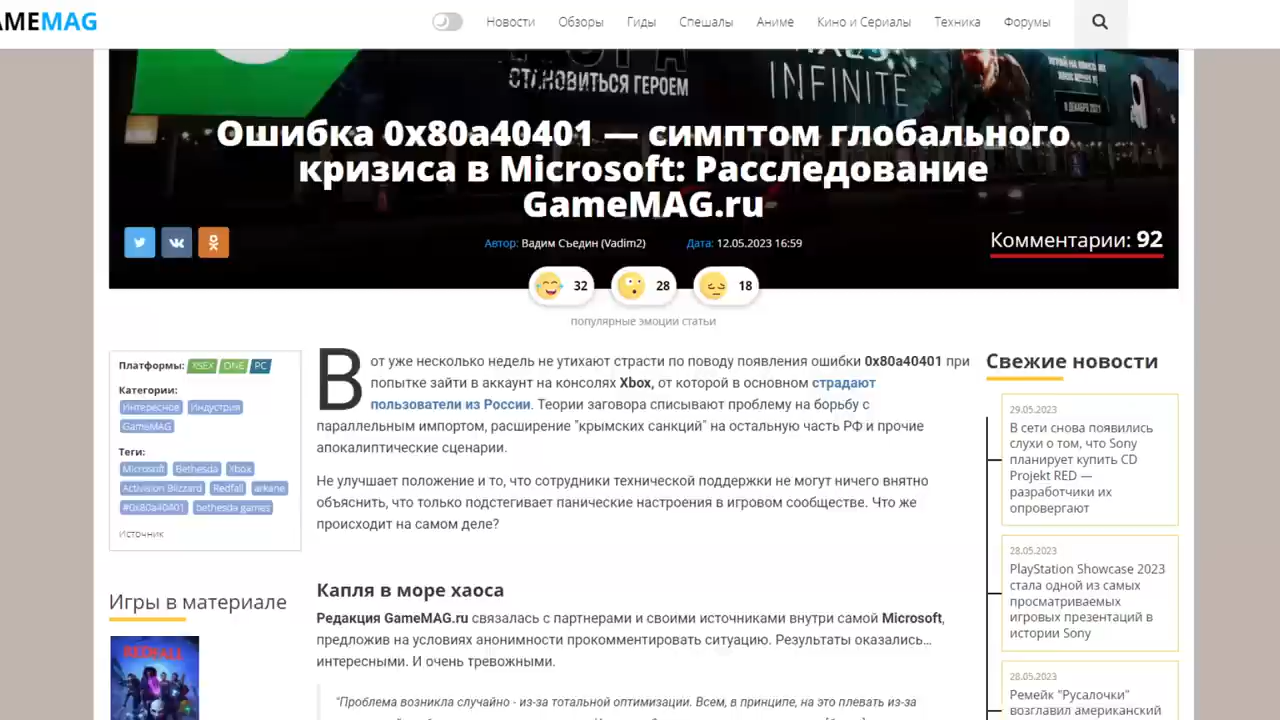 AMEMAG
Новости
Обзоры
Гиды
Спешалы
Аниме
Кино и Сериалы
Техника
Форумы
СТАНОВИТЬСЯ ГЕРОЕМ
INFINITE
Ошибка 0x80a40401 — симптом глобального
кризиса в Microsoft: Расследование
GameMAG.ru
Автор: Вадим Съедин (Vadim2)
Дата: 12.05.2023 16:59
Комментарии: 92
32
28
18
популярные эмоции статьи
Платформы: XSEX ONE PC
Категории:
Интересное Индустрия
GameMAG
Теги:
Microsoft Bethesda Xbox
Activision Blizzard Redfall arkane
#0x80a40401 bethesda games
Источник
Игры в материале
REDFALL
Вот уже несколько недель не утихают страсти по поводу появления ошибки 0x80a40401 при
попытке зайти в аккаунт на консолях Xbox, от которой в основном страдают
пользователи из России. Теории заговора списывают проблему на борьбу с
параллельным импортом, расширение "крымских санкций" на остальную часть РФ и прочие
апокалиптические сценарии.
Не улучшает положение и то, что сотрудники технической поддержки не могут ничего внятно
объяснить, что только подстегивает панические настроения в игровом сообществе. Что же
происходит на самом деле?
Капля в море хаоса
Редакция GameMAG.ru связалась с партнерами и своими источниками внутри самой Microsoft,
предложив на условиях анонимности прокомментировать ситуацию. Результаты оказались…
интересными. И очень тревожными.
"Проблема возникла случайно - из-за тотальной оптимизации. Всем, в принципе, на это плевать из-за
Свежие новости
29.05.2023
В сети снова появились
слухи о том, что Sony
планирует купить CD
Projekt RED —
разработчики их
опровергают
28.05.2023
PlayStation Showcase 2023
стала одной из самых
просматриваемых
игровых презентаций в
истории Sony
28.05.2023
Ремейк "Русалочки"
возглавил американский